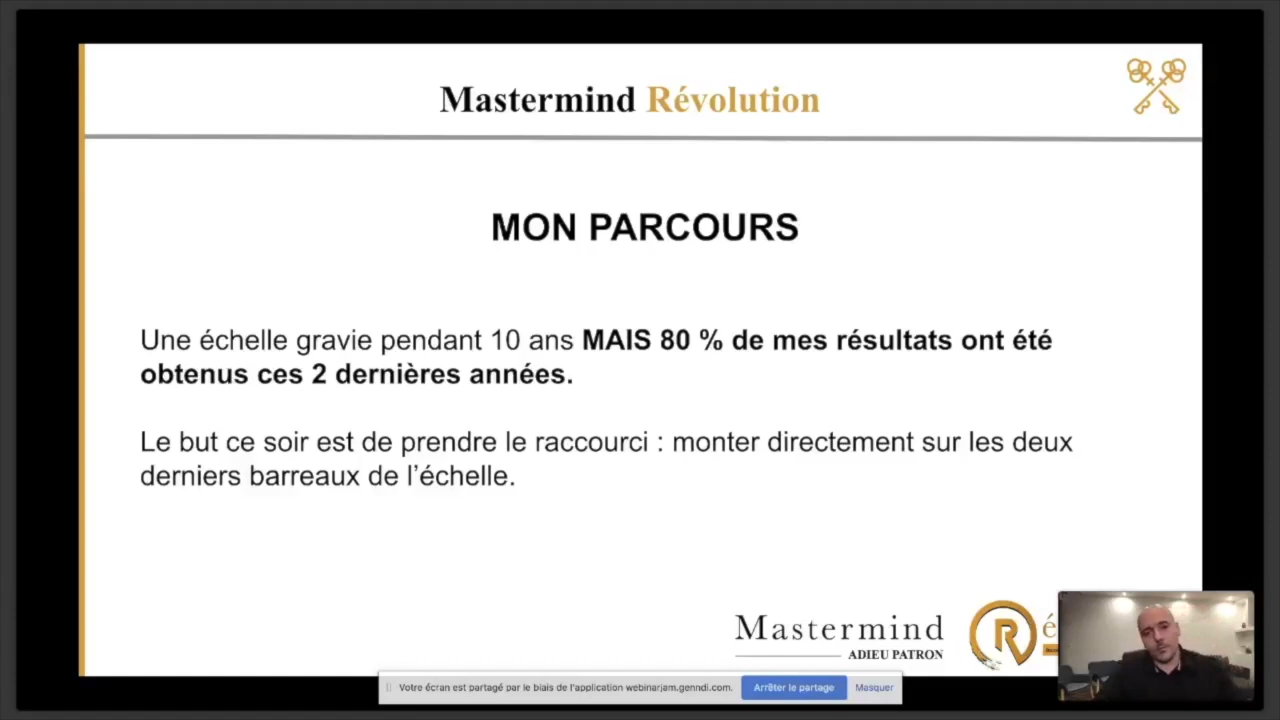 Mastermind Révolution
MON PARCOURS
Une échelle gravie pendant 10 ans MAIS 80 % de mes résultats ont été
obtenus ces 2 dernières années.
Le but ce soir est de prendre le raccourci : monter directement sur les deux
derniers barreaux de l’échelle.
Mastermind
ADIEU PATRON
R
é
Votre écran est partagé par le biais de l'application webinarjam.genndi.com.
Arrêter le partage
Masquer